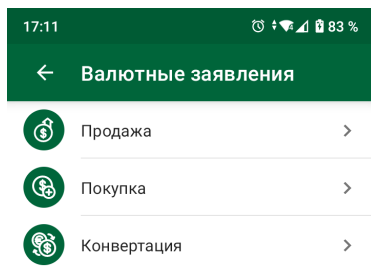 17:11 83 %
Валютные заявления
Продажа
Покупка
Конвертация